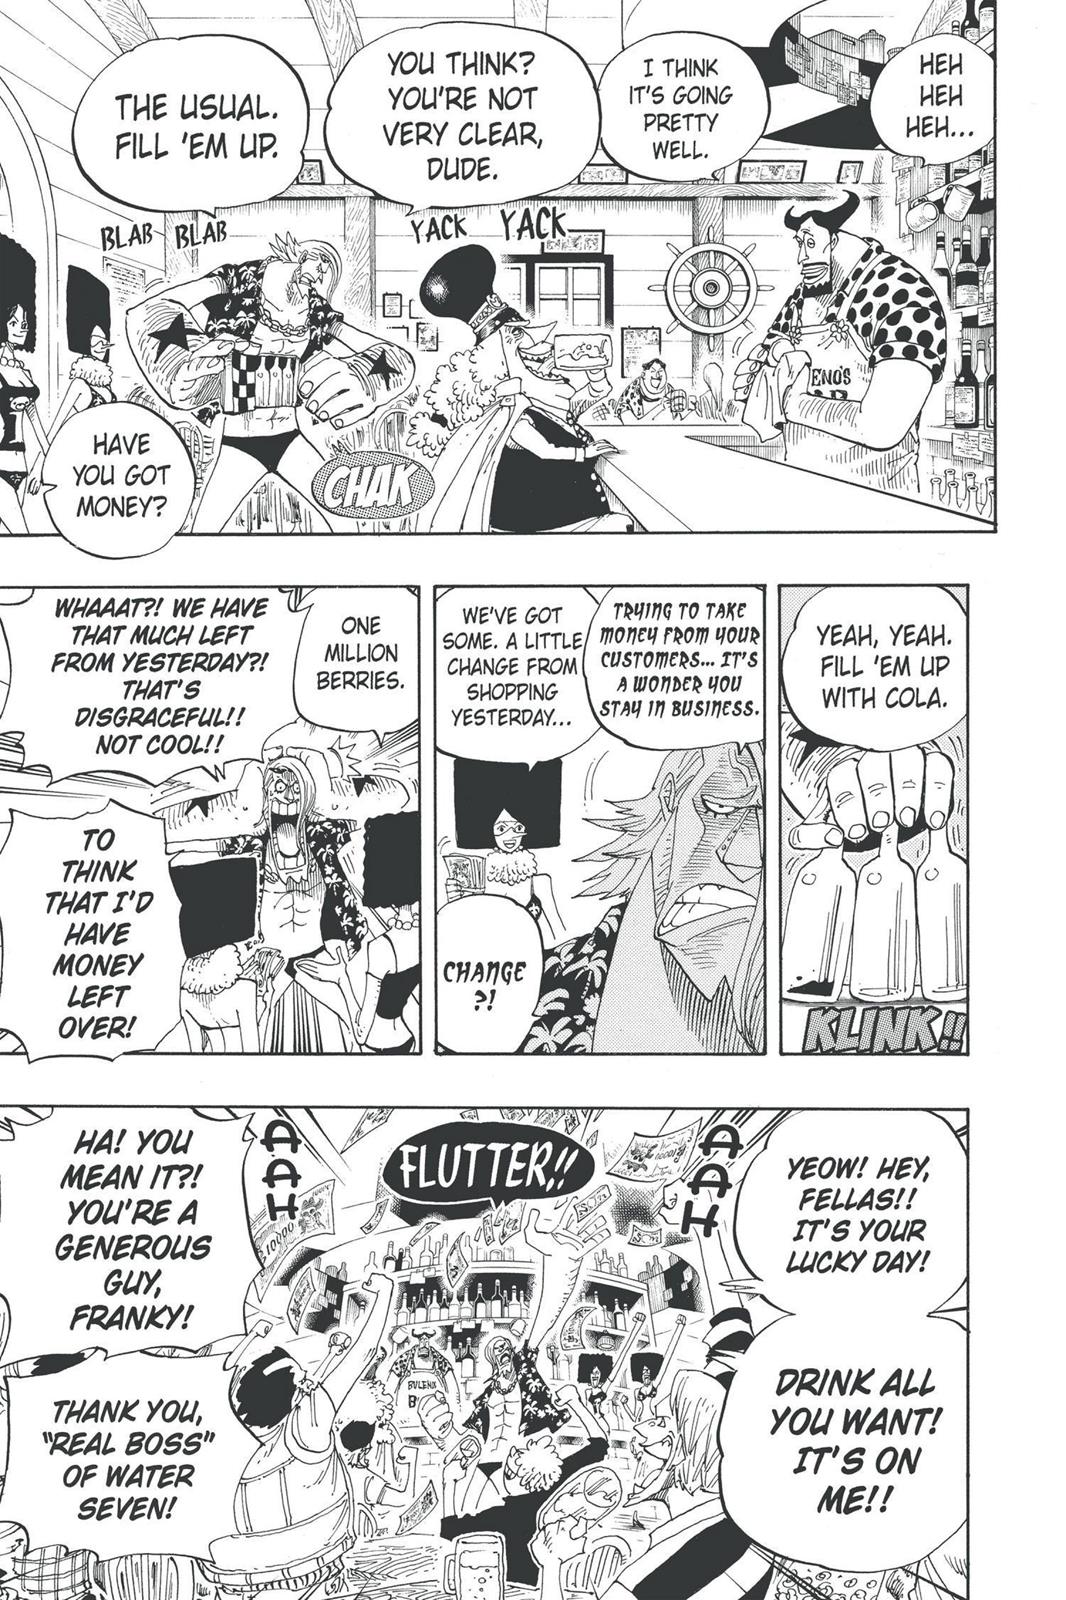 HEH
HEH
HEH...
I THINK
IT'S GOING
PRETTY
WELL.
YOU THINK?
YOU'RE NOT
VERY CLEAR,
DUDE.
THE USUAL.
FILL 'EM UP.
YACK
YACK
BLAB
BLAB
ENO'S
CHAK
HAVE
YOU GOT
MONEY?
YEAH, YEAH.
FILL 'EM UP
WITH COLA.
KLINK!!
TRYING TO TAKE
MONEY FROM YOUR
CUSTOMERS... IT'S
A WONDER YOU
STAY IN BUSINESS.
WE'VE GOT
SOME. A LITTLE
CHANGE FROM
SHOPPING
YESTERDAY...
CHANGE
?!
ONE
MILLION
BERRIES.
WHAAAT?! WE HAVE
THAT MUCH LEFT
FROM YESTERDAY?!
THAT'S
DISGRACEFUL!!
NOT COOL!!
TO
THINK
THAT I'D
HAVE
MONEY
LEFT
OVER!
YEOW! HEY,
FELLAS!!
IT'S YOUR
LUCKY DAY!
DRINK ALL
YOU WANT!
IT'S ON
ME!!
FLUTTER!!
10000
BUENA
HA! YOU
MEAN IT?!
YOU'RE A
GENEROUS
GUY,
FRANKY!
THANK YOU,
"REAL BOSS"
OF WATER
SEVEN!